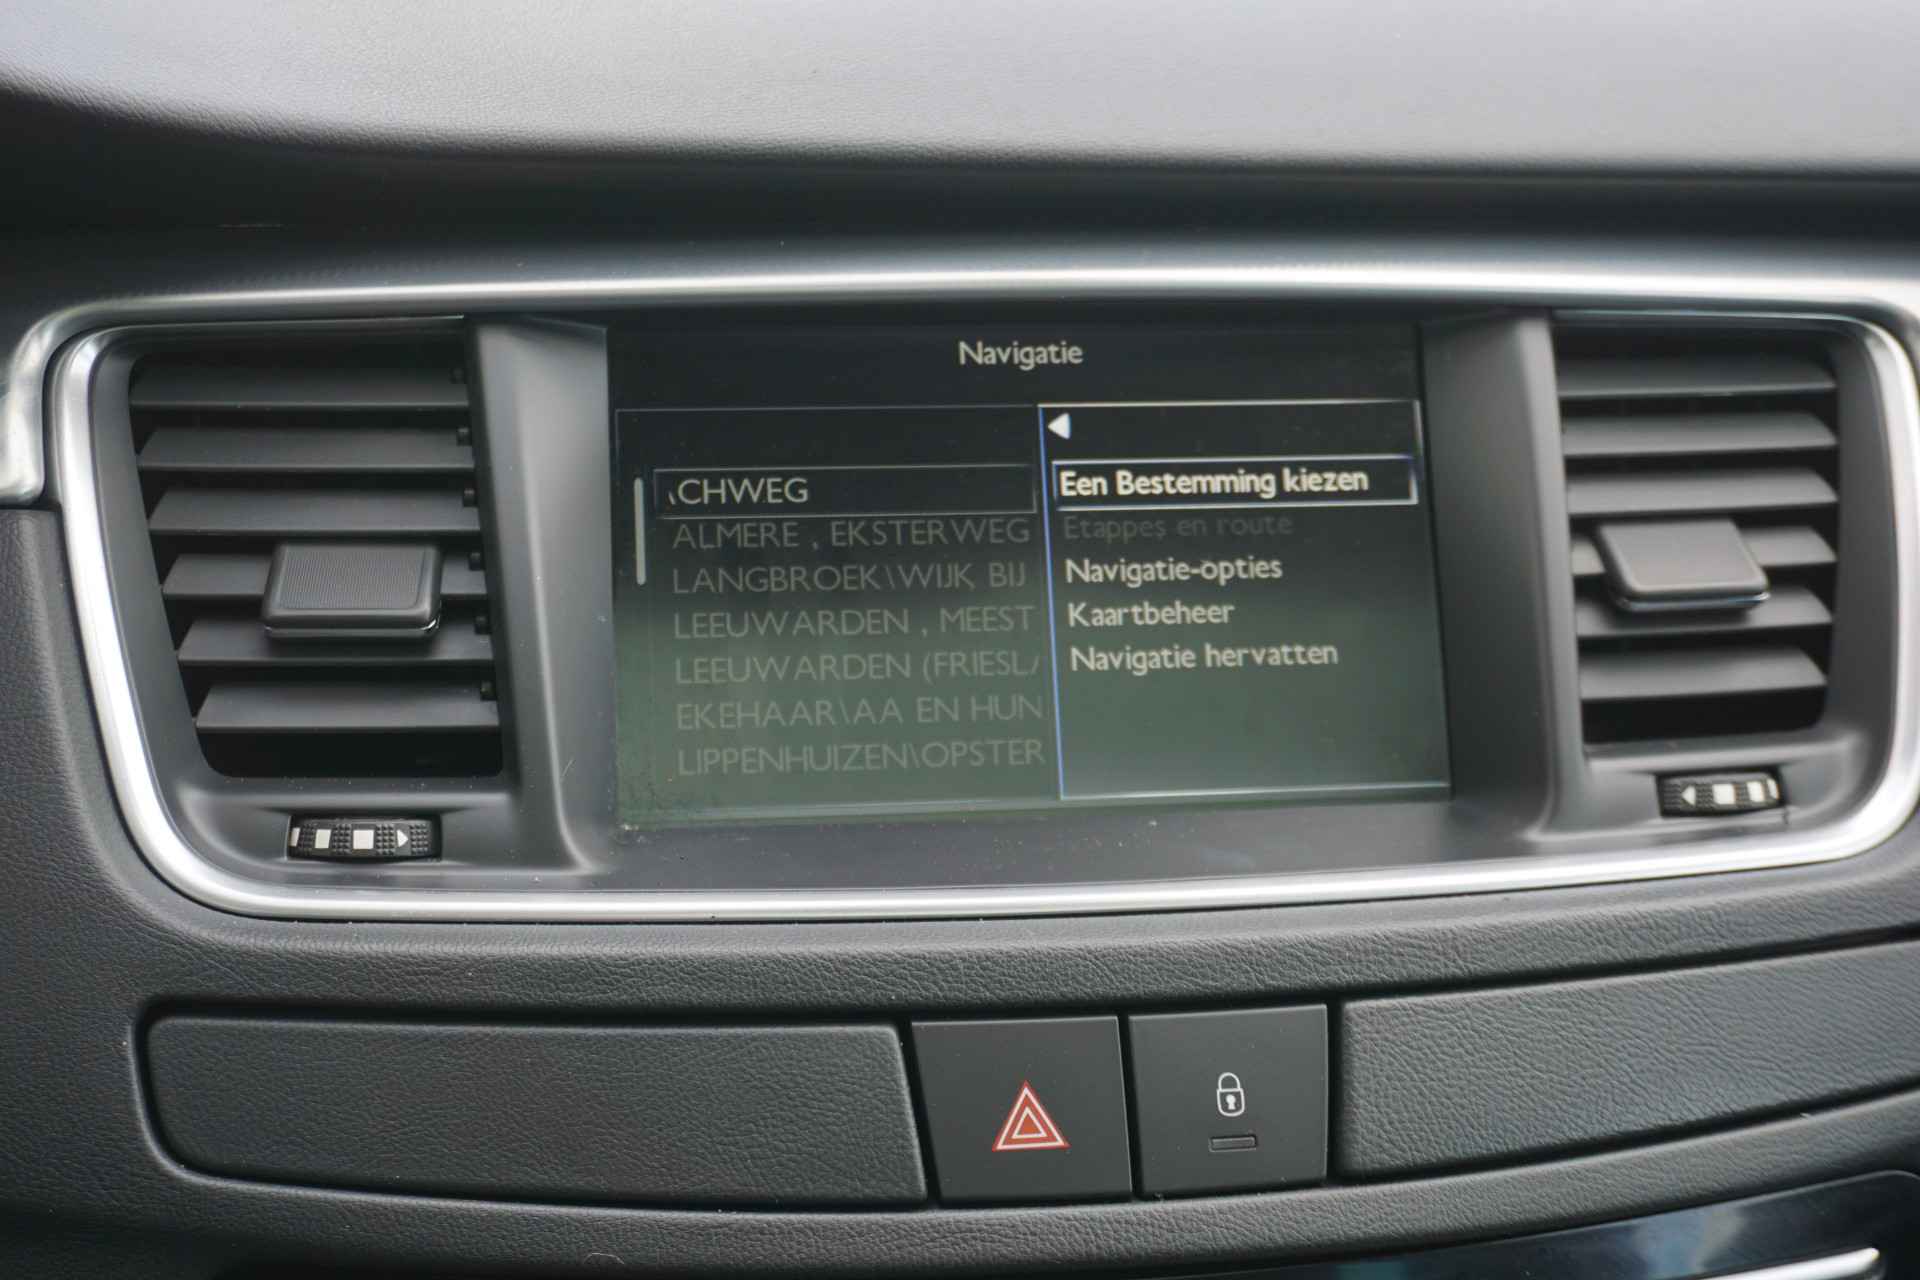 Navigatie
\CHWEG
ALMERE , EKSTERWEG
LANGBROEK\WIJK BIJ
LEEUWARDEN , MEEST
LEEUWARDEN (FRIESLA
EKEHAAR\AA EN HUN
LIPPENHUIZEN\OPSTER
Een Bestemming kiezen
Etappes en route
Navigatie-opties
Kaartbeheer
Navigatie hervatten